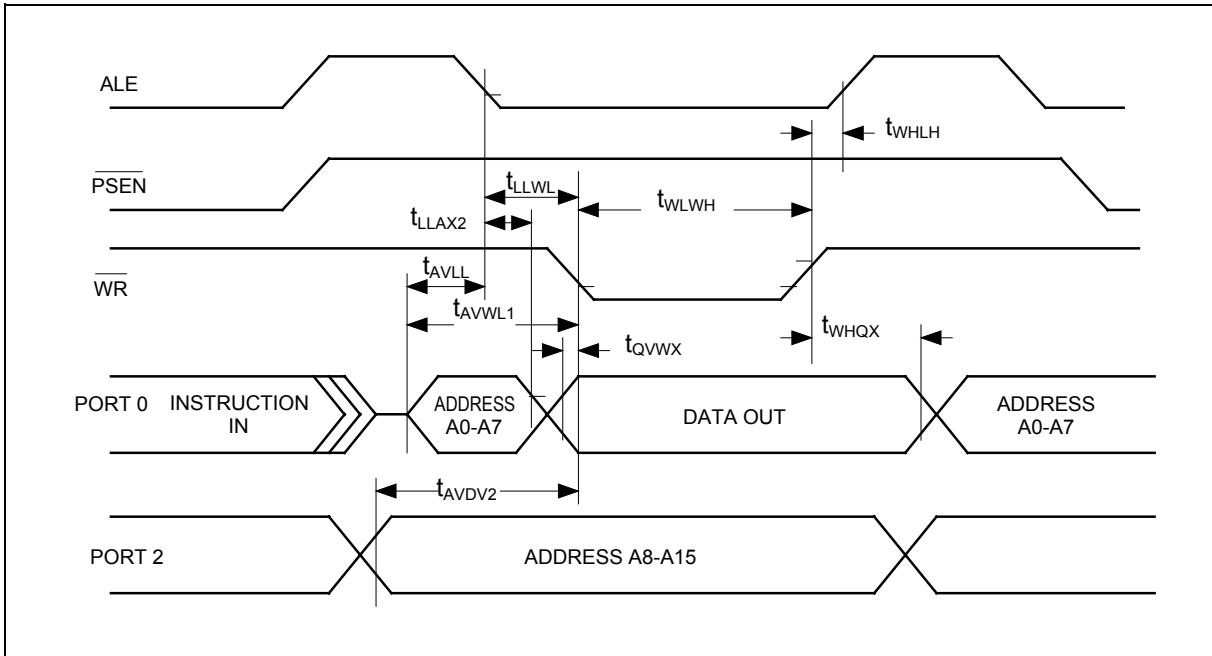 ALE
tWHLH
PSEN
tLLWL
tWLWH
tLLAX2
WR
tAVLL
tAVWL1
tWHQX
tQVWX
PORT 0
INSTRUCTION
IN
ADDRESS
A0-A7
DATA OUT
ADDRESS
A0-A7
tAVDV2
PORT 2
ADDRESS A8-A15